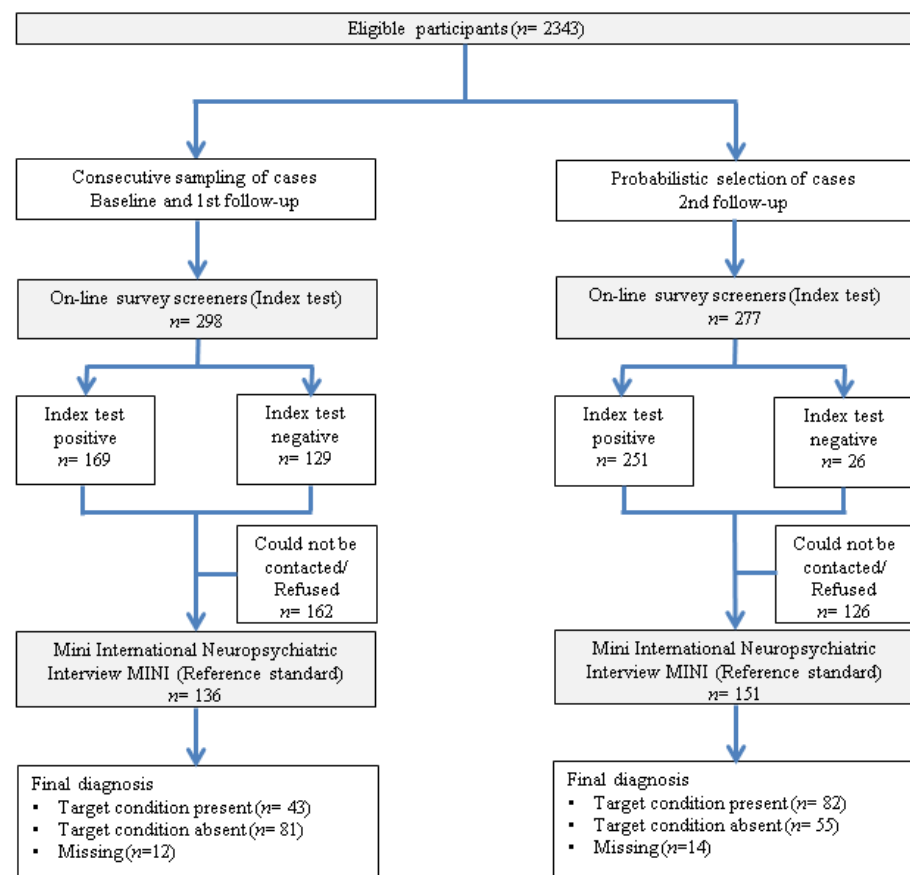 Eligible participants (n= 2343)
Consecutive sampling of cases
Baseline and 1st follow-up
On-line survey screeners (Index test)
n= 298
Index test
positive
n= 169
Index test
negative
n= 129
Could not be
contacted/
Refused
n= 162
Mini International Neuropsychiatric
Interview MINI (Reference standard)
n= 136
Final diagnosis
▪ Target condition present (n= 43)
▪ Target condition absent (n= 81)
▪ Missing (n=12)
Probabilistic selection of cases
2nd follow-up
On-line survey screeners (Index test)
n= 277
Index test
positive
n= 251
Index test
negative
n= 26
Could not be
contacted/
Refused
n= 126
Mini International Neuropsychiatric
Interview MINI (Reference standard)
n= 151
Final diagnosis
▪ Target condition present (n= 82)
▪ Target condition absent (n= 55)
▪ Missing (n=14)